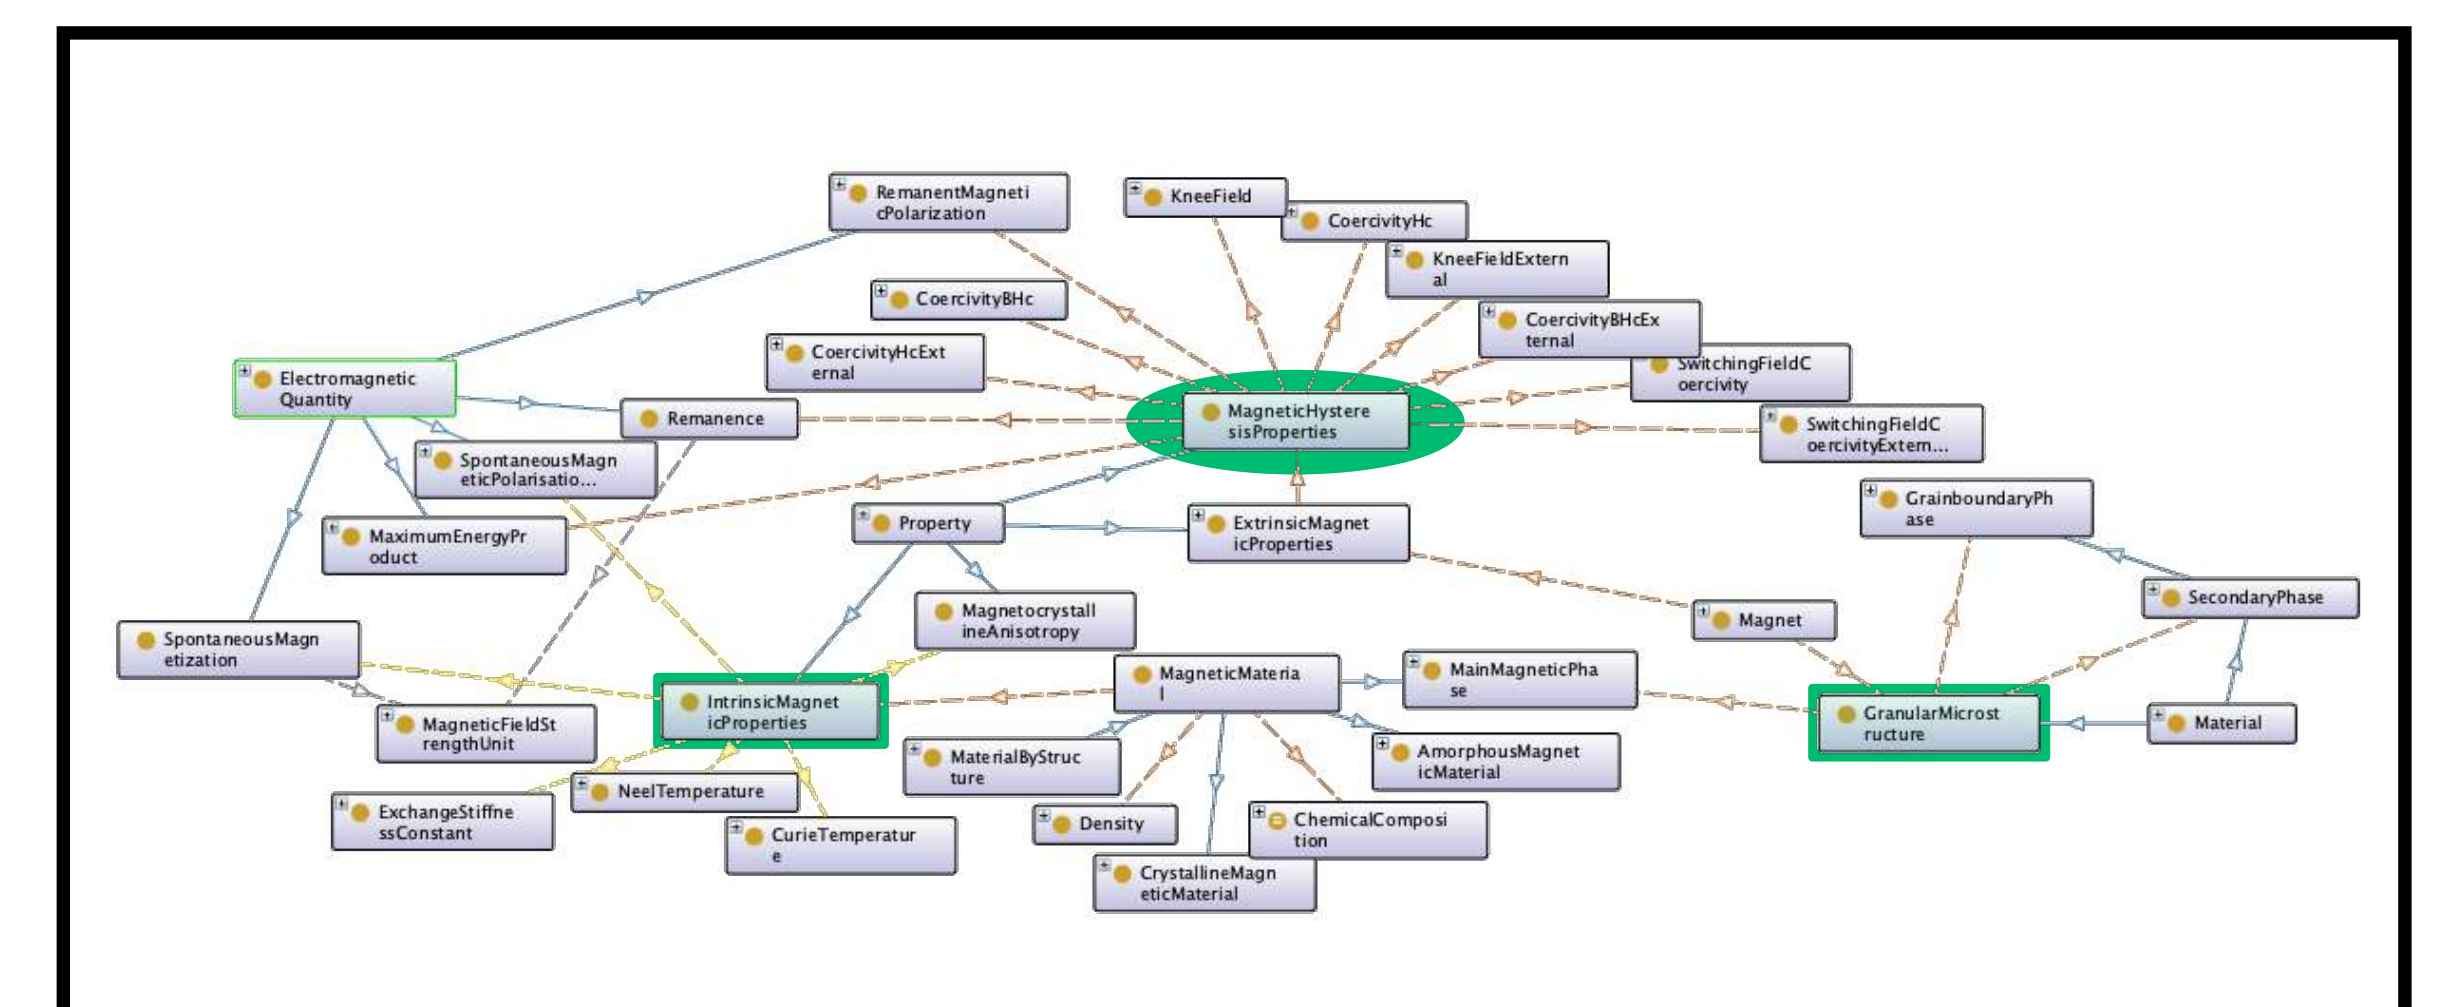 RemanentMagneti
cPolarization
KneeField
CoercivityHc
KneeFieldExtern
al
CoercivityBHc
CoercivityBHcEx
ternal
CoercivityHcExt
ernal
SwitchingFieldC
oercivity
Electromagnetic
Quantity
Remanence
MagneticHystere
sisProperties
SwitchingFieldC
oercivityExtern...
SpontaneousMagn
eticPolarisatio...
GrainboundaryPh
ase
MaximumEnergyPr
oduct
Property
ExtrinsicMagnet
icProperties
SecondaryPhase
Magnetocrystall
ineAnisotropy
Magnet
SpontaneousMagn
etization
MagneticMateria
l
MainMagneticPha
se
IntrinsicMagnet
icProperties
GranularMicrost
ructure
Material
MagneticFieldSt
rengthUnit
MaterialByStruc
ture
AmorphousMagnet
icMaterial
NeelTemperature
ExchangeStiffne
ssConstant
CurieTemperatur
e
Density
ChemicalComposi
tion
CrystallineMagn
eticMaterial